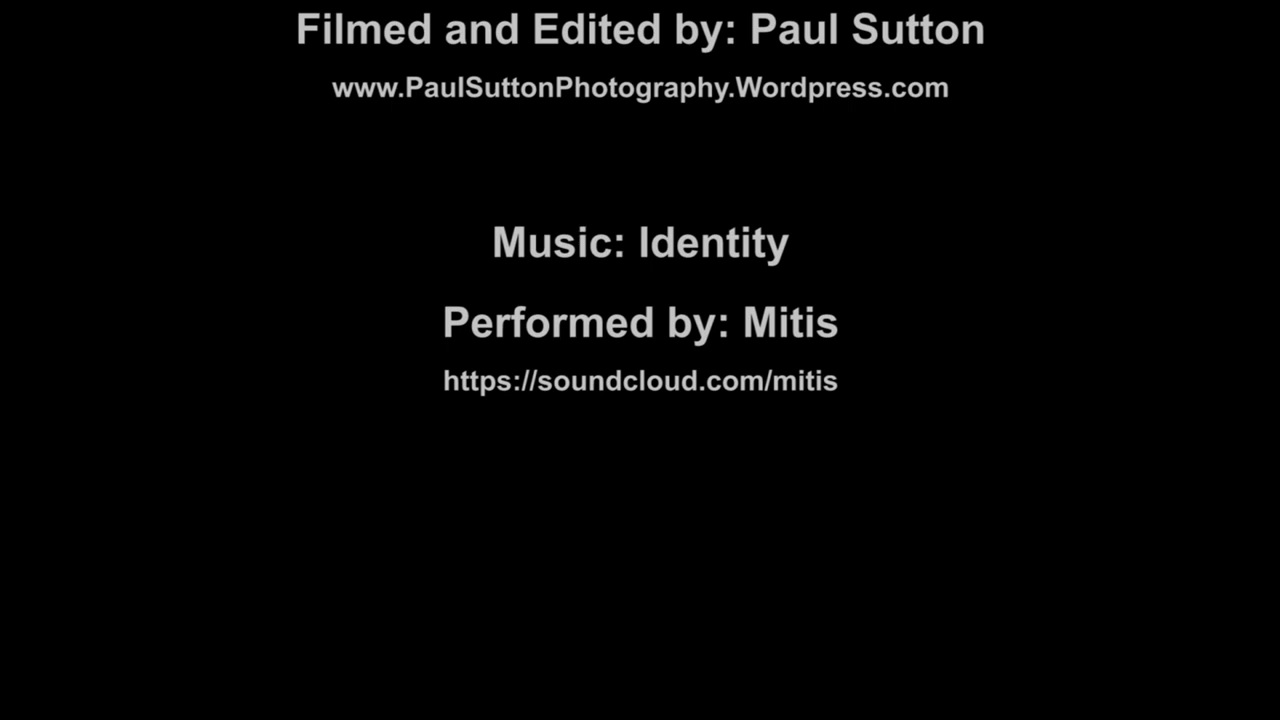 Filmed and Edited by: Paul Sutton
www.PaulSuttonPhotography.Wordpress.com
Music: Identity
Performed by: Mitis
https://soundcloud.com/mitis